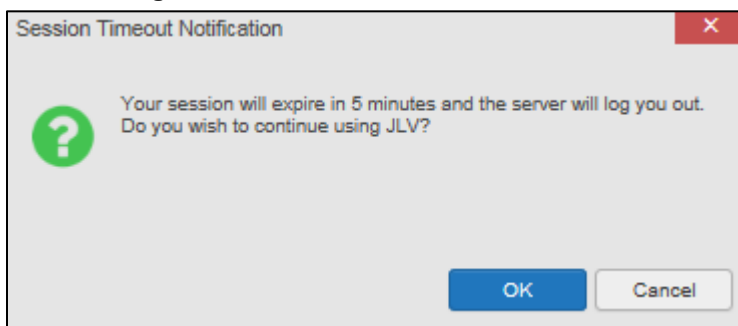 Session Timeout Notification
Your session will expire in 5 minutes and the server will log you out.
Do you wish to continue using JLV?
OK Cancel